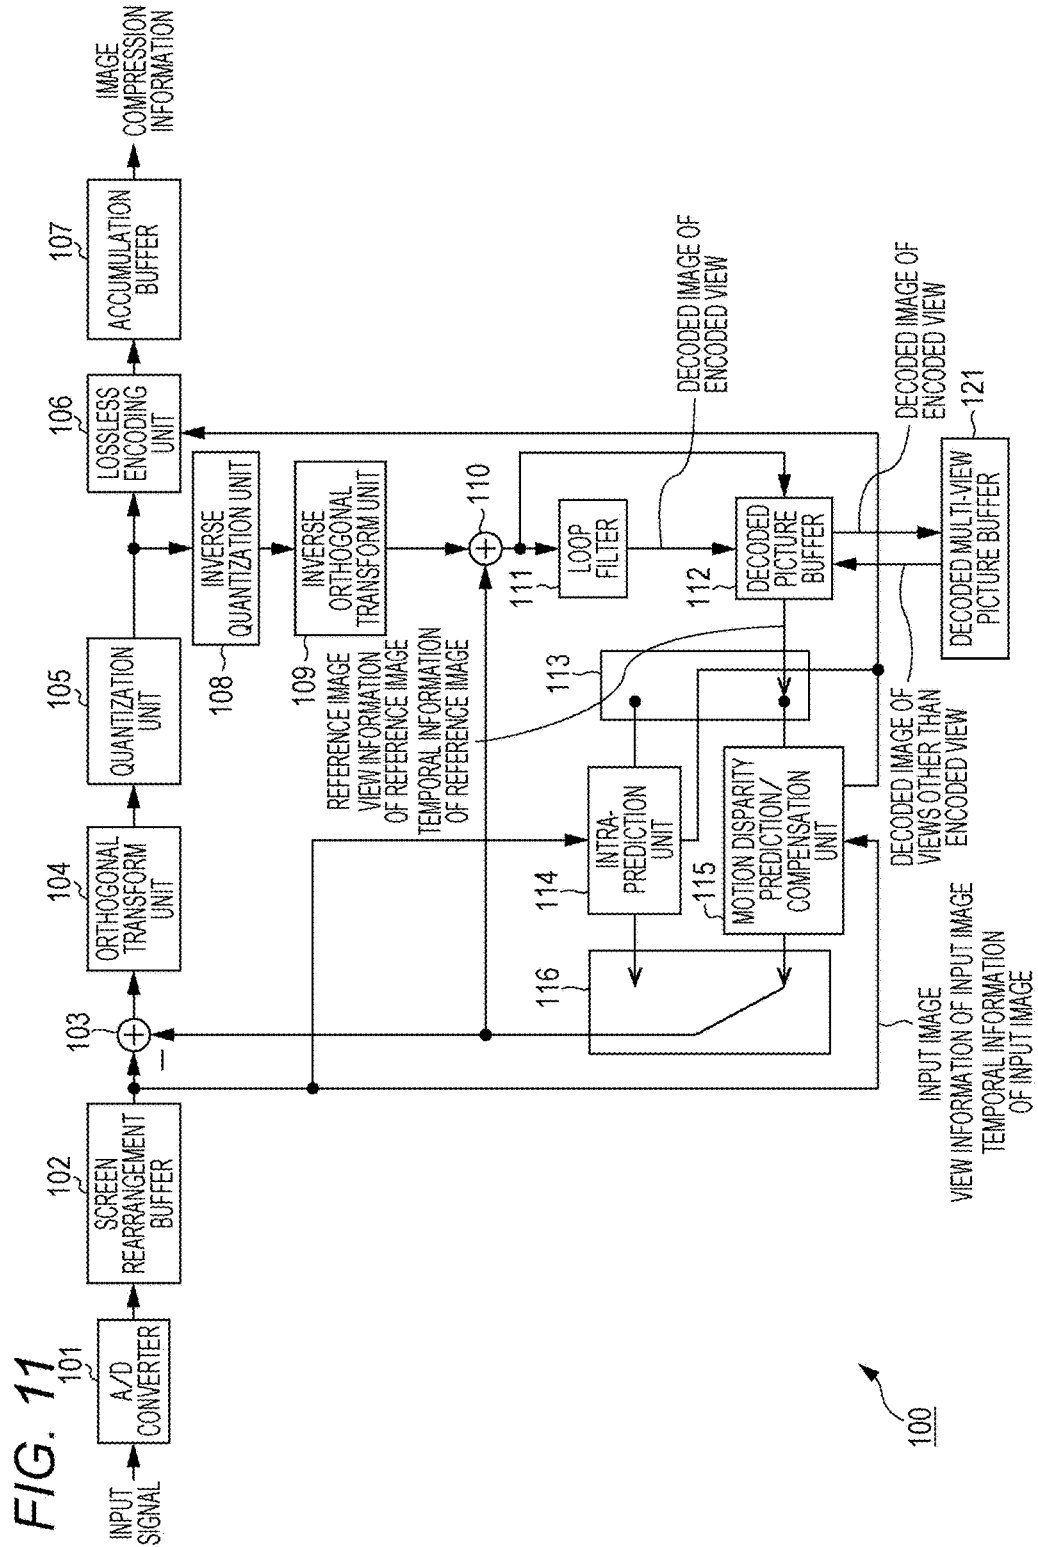 FIG. 11
INPUT
SIGNAL
101
A/D
CONVERTER
102
SCREEN
REARRANGEMENT
BUFFER
103
+
−
104
ORTHOGONAL
TRANSFORM
UNIT
105
QUANTIZATION
UNIT
106
LOSSLESS
ENCODING
UNIT
107
ACCUMULATION
BUFFER
IMAGE
COMPRESSION
INFORMATION
108
INVERSE
QUANTIZATION UNIT
109
INVERSE
ORTHOGONAL
TRANSFORM UNIT
REFERENCE IMAGE
VIEW INFORMATION
OF REFERENCE IMAGE
TEMPORAL INFORMATION
OF REFERENCE IMAGE
+
110
111
LOOP
FILTER
DECODED IMAGE OF
ENCODED VIEW
112
DECODED
PICTURE
BUFFER
113
114
INTRA-
PREDICTION
UNIT
115
MOTION DISPARITY
PREDICTION/
COMPENSATION
UNIT
116
DECODED IMAGE OF
ENCODED VIEW
121
DECODED MULTI-VIEW
PICTURE BUFFER
DECODED IMAGE OF
VIEWS OTHER THAN
ENCODED VIEW
INPUT IMAGE
VIEW INFORMATION OF INPUT IMAGE
TEMPORAL INFORMATION
OF INPUT IMAGE
100